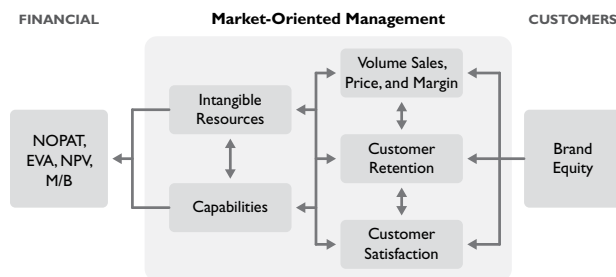 FINANCIAL
Market-Oriented Management
CUSTOMERS
NOPAT,
EVA, NPV,
M/B
Intangible
Resources
Capabilities
Volume Sales,
Price, and Margin
Customer
Retention
Customer
Satisfaction
Brand
Equity